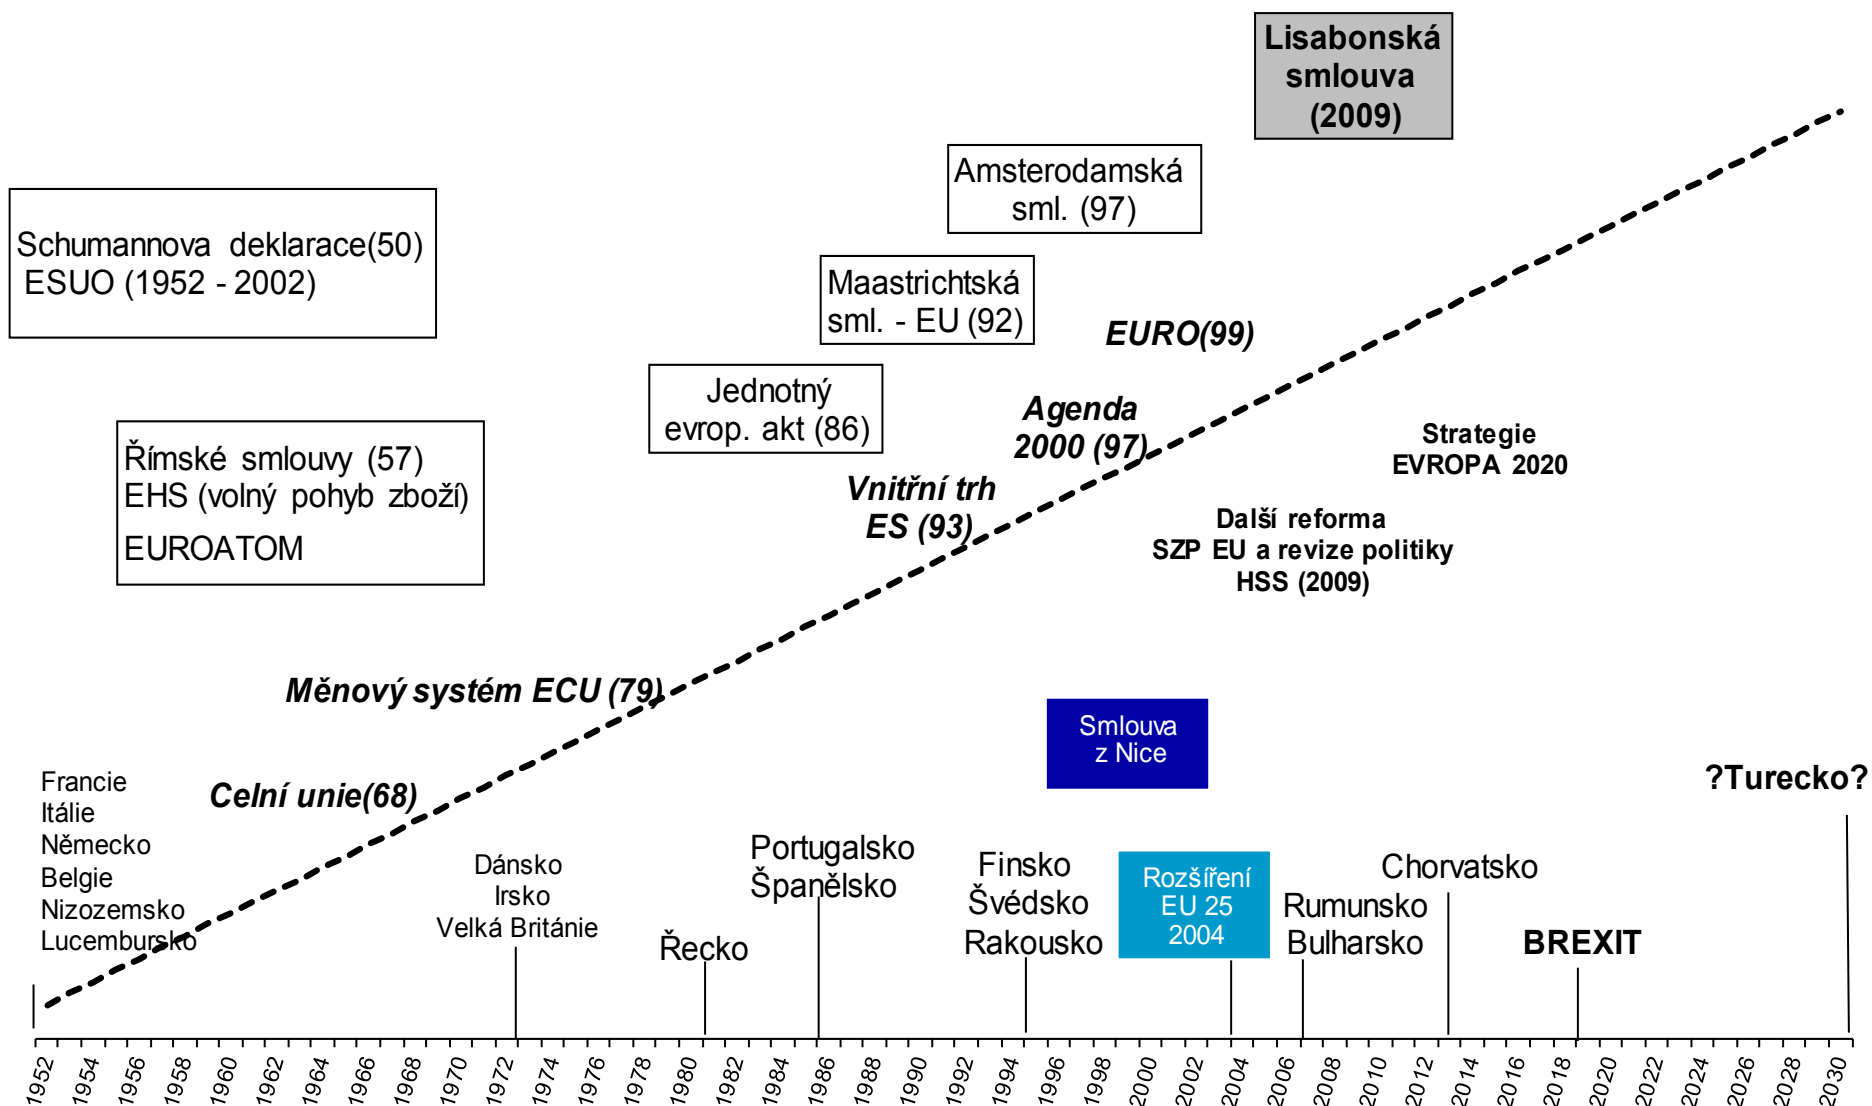 Lisabonská
smlouva
(2009)
Amsterodamská
sml. (97)
Schumannova deklarace(50)
ESUO (1952 - 2002)
Maastrichtská
sml. - EU (92)
EURO(99)
Jednotný
evrop. akt (86)
Agenda
2000 (97)
Strategie
EVROPA 2020
Římské smlouvy (57)
EHS (volný pohyb zboží)
EUROATOM
Vnitřní trh
ES (93)
Další reforma
SZP EU a revize politiky
HSS (2009)
Měnový systém ECU (79)
Smlouva
z Nice
Celní unie(68)
?Turecko?
Francie
Itálie
Německo
Belgie
Nizozemsko
Lucembursko
Dánsko
Irsko
Velká Británie
Řecko
Portugalsko
Španělsko
Finsko
Švédsko
Rakousko
Rozšíření
EU 25
2004
Rumunsko
Bulharsko
Chorvatsko
BREXIT
1952
1954
1956
1958
1960
1962
1964
1966
1968
1970
1972
1974
1976
1978
1980
1982
1984
1986
1988
1990
1992
1994
1996
1998
2000
2002
2004
2006
2008
2010
2012
2014
2016
2018
2020
2022
2024
2026
2028
2030